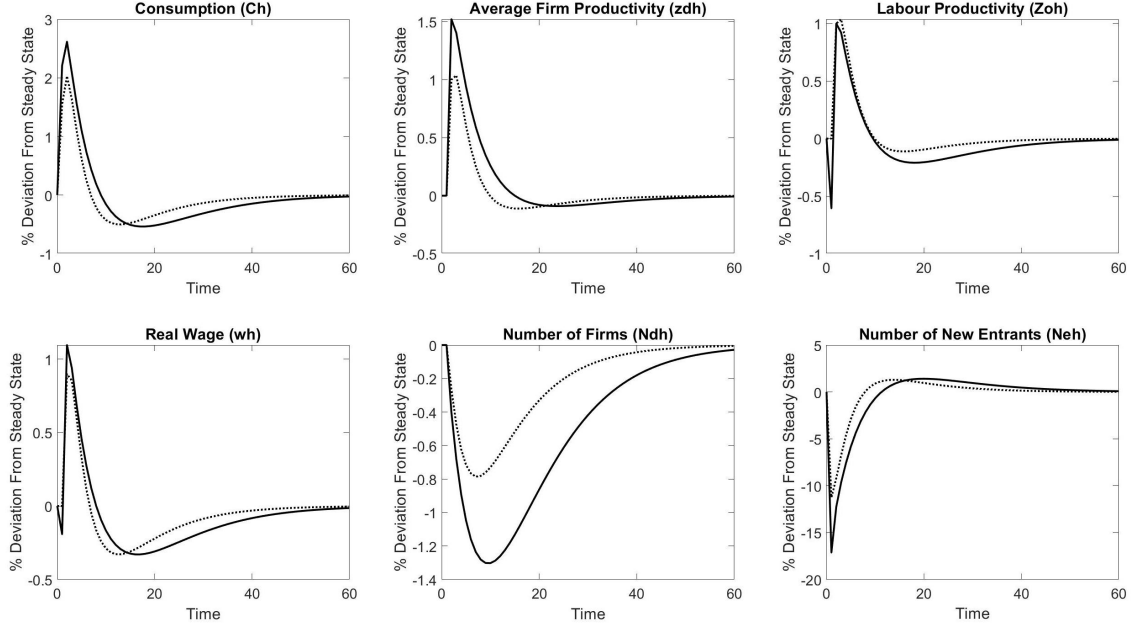 Consumption (Ch)
% Deviation From Steady State
3
2
1
0
-1
0 20 40 60
Time
Average Firm Productivity (zdh)
% Deviation From Steady State
1.5
1
0.5
0
-0.5
0 20 40 60
Time
Labour Productivity (Zoh)
% Deviation From Steady State
1
0.5
0
-0.5
-1
0 20 40 60
Time
Real Wage (wh)
% Deviation From Steady State
1
0.5
0
-0.5
0 20 40 60
Time
Number of Firms (Ndh)
% Deviation From Steady State
0
-0.2
-0.4
-0.6
-0.8
-1
-1.2
-1.4
0 20 40 60
Time
Number of New Entrants (Neh)
% Deviation From Steady State
5
0
-5
-10
-15
-20
0 20 40 60
Time